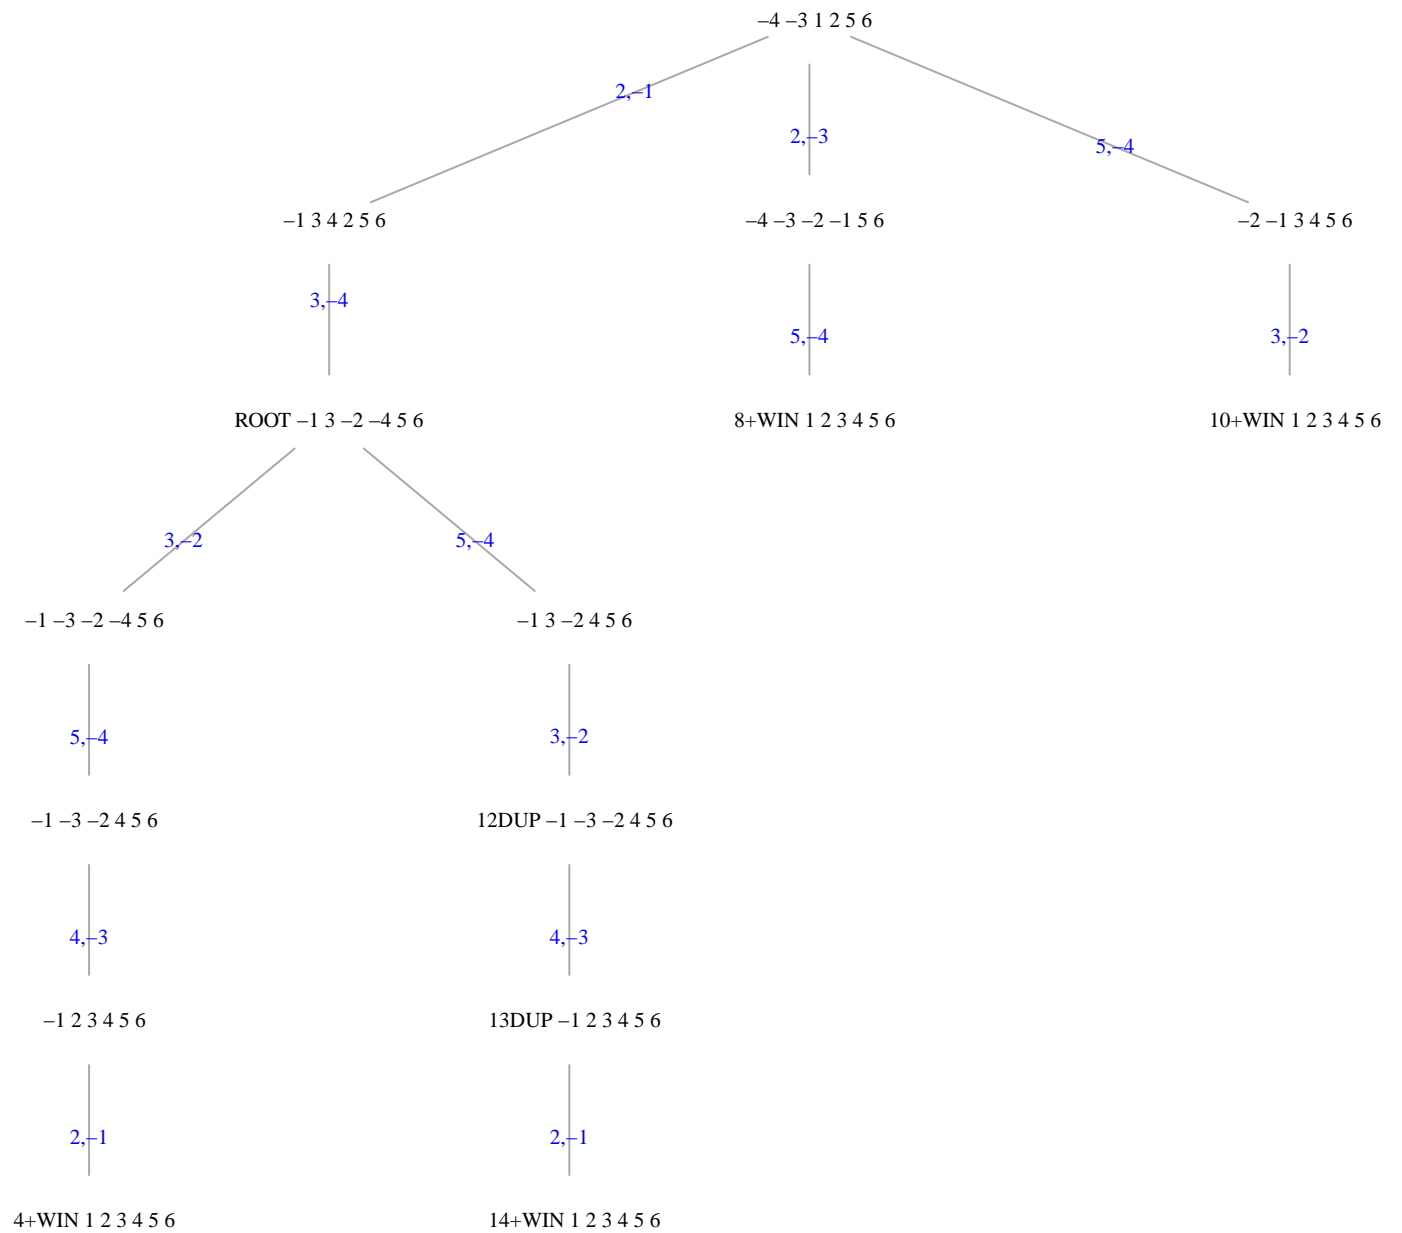 –4 –3 1 2 5 6
2,–1
2,–3
5,–4
–1 3 4 2 5 6
–4 –3 –2 –1 5 6
–2 –1 3 4 5 6
3,–4
5,–4
3,–2
ROOT –1 3 –2 –4 5 6
8+WIN 1 2 3 4 5 6
10+WIN 1 2 3 4 5 6
3,–2
5,–4
–1 –3 –2 –4 5 6
–1 3 –2 4 5 6
5,–4
3,–2
–1 –3 –2 4 5 6
12DUP –1 –3 –2 4 5 6
4,–3
4,–3
–1 2 3 4 5 6
13DUP –1 2 3 4 5 6
2,–1
2,–1
4+WIN 1 2 3 4 5 6
14+WIN 1 2 3 4 5 6